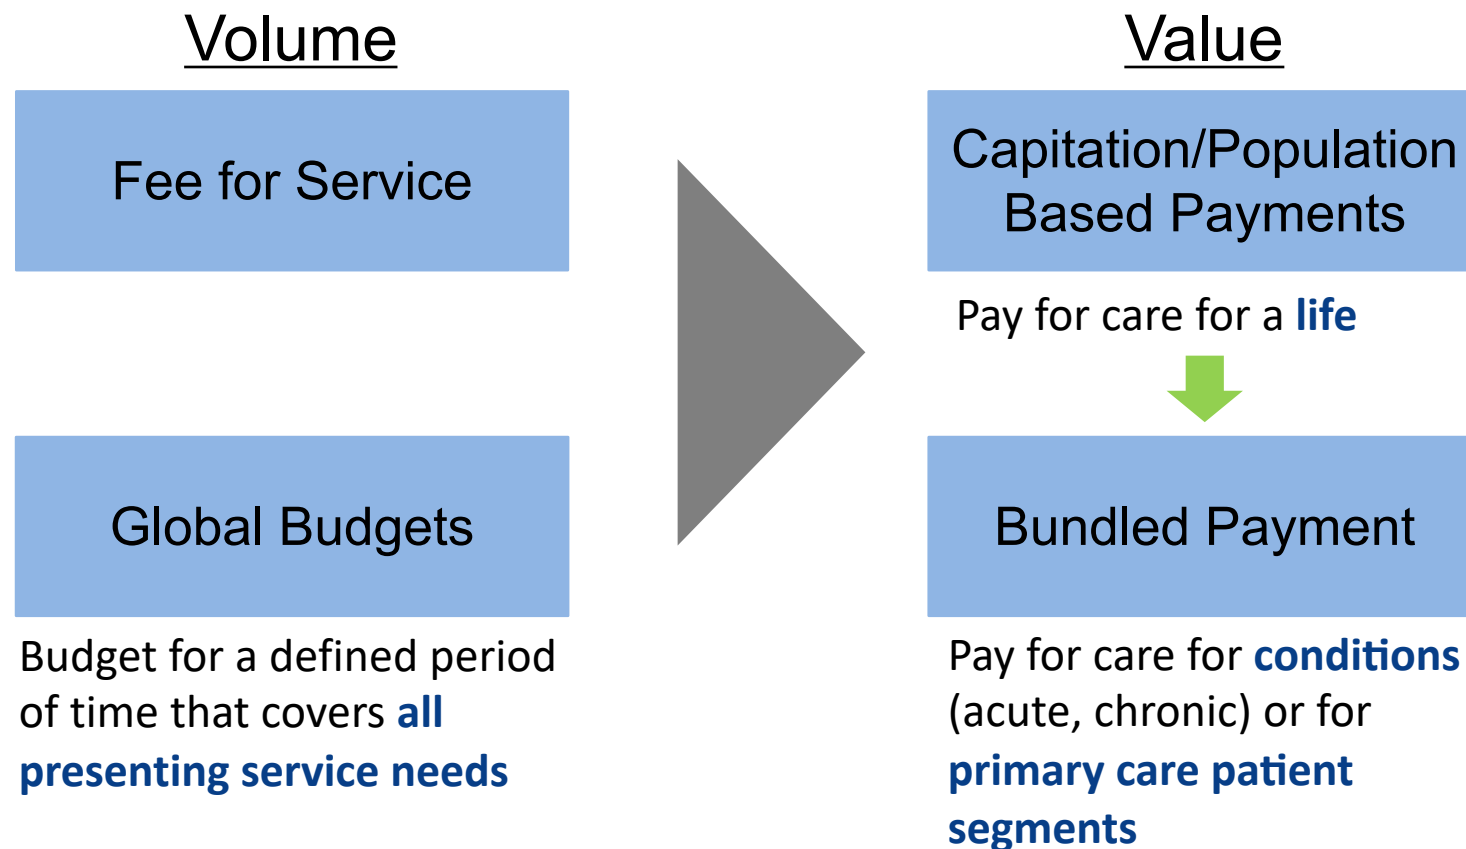 Volume
Fee for Service
Global Budgets
Budget for a defined period
of time that covers all
presenting service needs
Value
Capitation/Population
Based Payments
Pay for care for a life
Bundled Payment
Pay for care for conditions
(acute, chronic) or for
primary care patient
segments